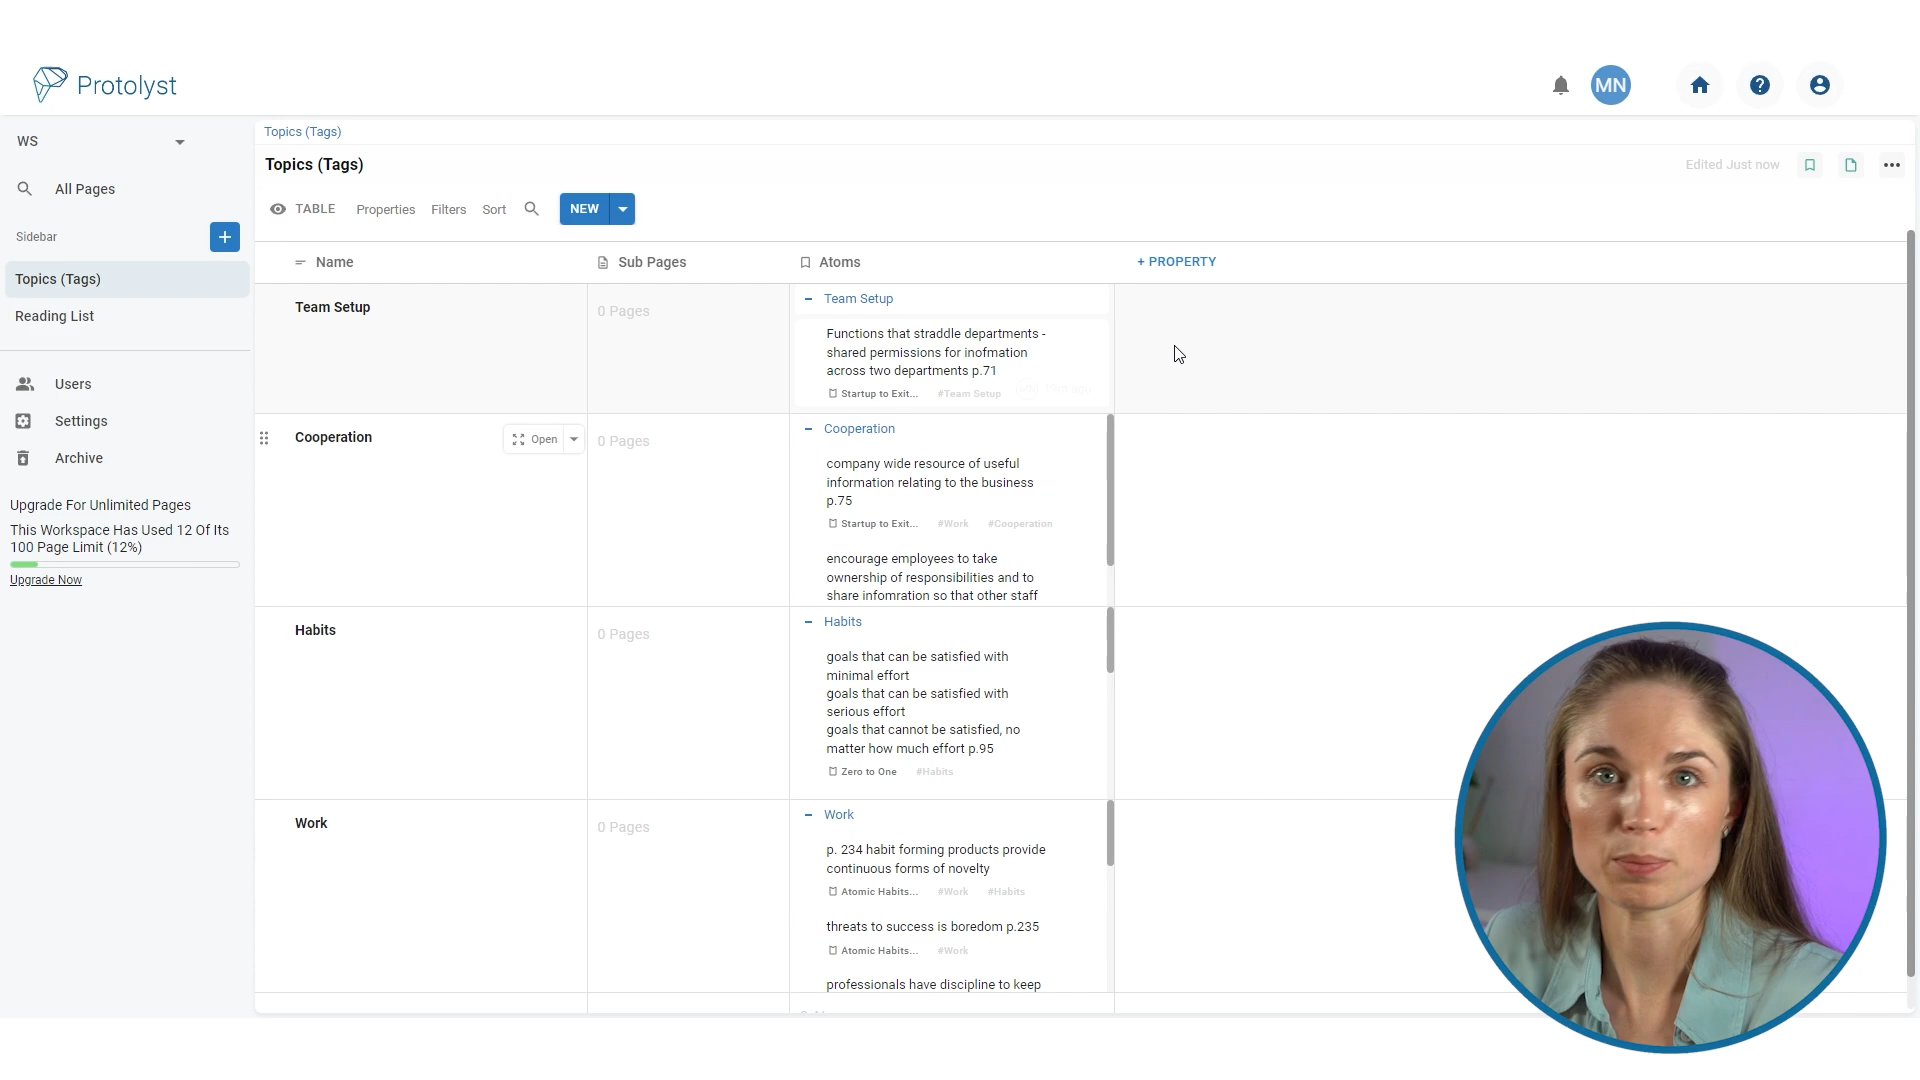 Protolyst
MN
WS
All Pages
Sidebar
Topics (Tags)
Reading List
Users
Settings
Archive
Upgrade For Unlimited Pages
This Workspace Has Used 12 Of Its
100 Page Limit (12%)
Upgrade Now
Topics (Tags)
Topics (Tags)
Edited Just now
TABLE Properties Filters Sort NEW
Name Sub Pages Atoms + PROPERTY
Team Setup
0 Pages
Team Setup
Functions that straddle departments -
shared permissions for inofmation
across two departments p.71
Startup to Exit... #Team Setup
Cooperation
Open
0 Pages
Cooperation
company wide resource of useful
information relating to the business
p.75
Startup to Exit... #Work #Cooperation
encourage employees to take
ownership of responsibilities and to
share infomration so that other staff
Habits
0 Pages
Habits
goals that can be satisfied with
minimal effort
goals that can be satisfied with
serious effort
goals that cannot be satisfied, no
matter how much effort p.95
Zero to One #Habits
Work
0 Pages
Work
p. 234 habit forming products provide
continuous forms of novelty
Atomic Habits... #Work #Habits
threats to success is boredom p.235
Atomic Habits... #Work
professionals have discipline to keep